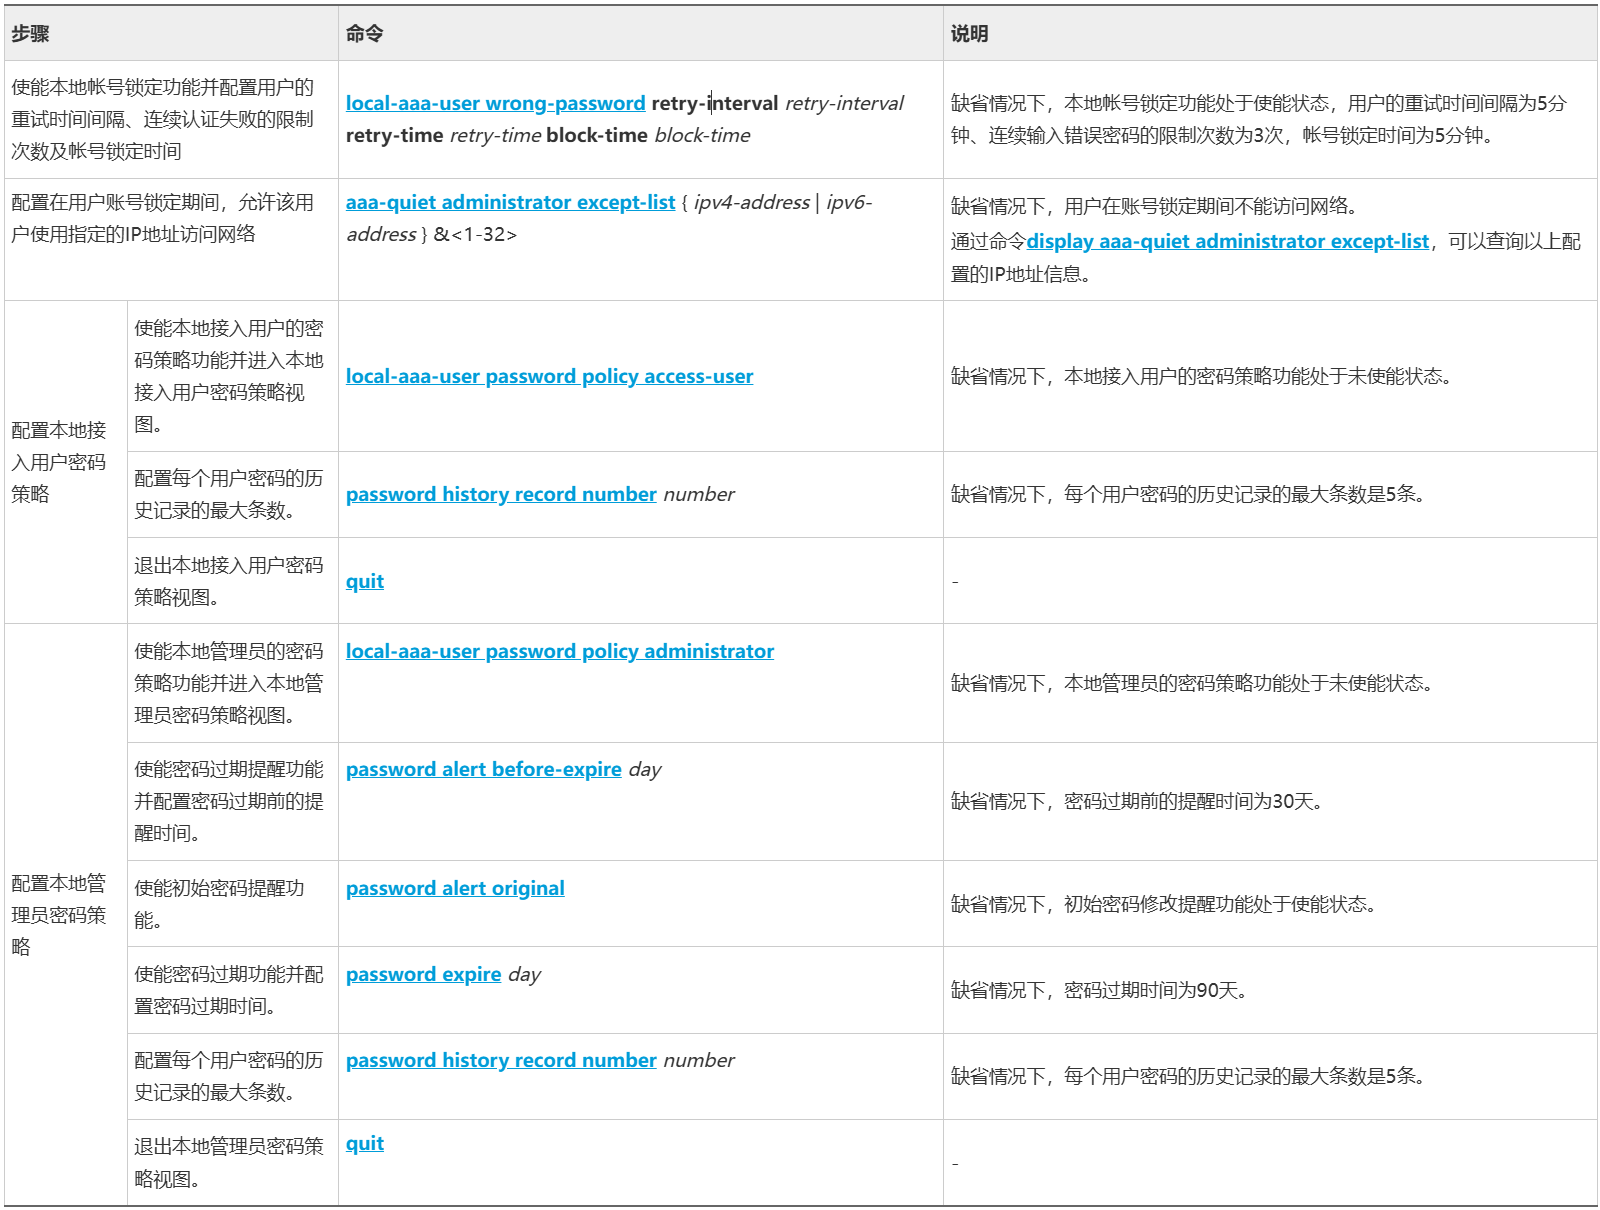 步骤
命令
说明
使能本地帐号锁定功能并配置用户的
重试时间间隔、连续认证失败的限制
次数及帐号锁定时间
local-aaa-user wrong-password retry-interval retry-interval
retry-time retry-time block-time block-time
缺省情况下，本地帐号锁定功能处于使能状态，用户的重试时间间隔为5分
钟、连续输入错误密码的限制次数为3次，帐号锁定时间为5分钟。
配置在用户账号锁定期间，允许该用
户使用指定的IP地址访问网络
aaa-quiet administrator except-list { ipv4-address | ipv6-
address } &<1-32>
缺省情况下，用户在账号锁定期间不能访问网络。
通过命令display aaa-quiet administrator except-list，可以查询以上配
置的IP地址信息。
配置本地接
入用户密码
策略
使能本地接入用户的密
码策略功能并进入本地
接入用户密码策略视
图。
local-aaa-user password policy access-user
缺省情况下，本地接入用户的密码策略功能处于未使能状态。
配置每个用户密码的历
史记录的最大条数。
password history record number number
缺省情况下，每个用户密码的历史记录的最大条数是5条。
退出本地接入用户密码
策略视图。
quit
-
配置本地管
理员密码策
略
使能本地管理员的密码
策略功能并进入本地管
理员密码策略视图。
local-aaa-user password policy administrator
缺省情况下，本地管理员的密码策略功能处于未使能状态。
使能密码过期提醒功能
并配置密码过期前的提
醒时间。
password alert before-expire day
缺省情况下，密码过期前的提醒时间为30天。
使能初始密码提醒功
能。
password alert original
缺省情况下，初始密码修改提醒功能处于使能状态。
使能密码过期功能并配
置密码过期时间。
password expire day
缺省情况下，密码过期时间为90天。
配置每个用户密码的历
史记录的最大条数。
password history record number number
缺省情况下，每个用户密码的历史记录的最大条数是5条。
退出本地管理员密码策
略视图。
quit
-